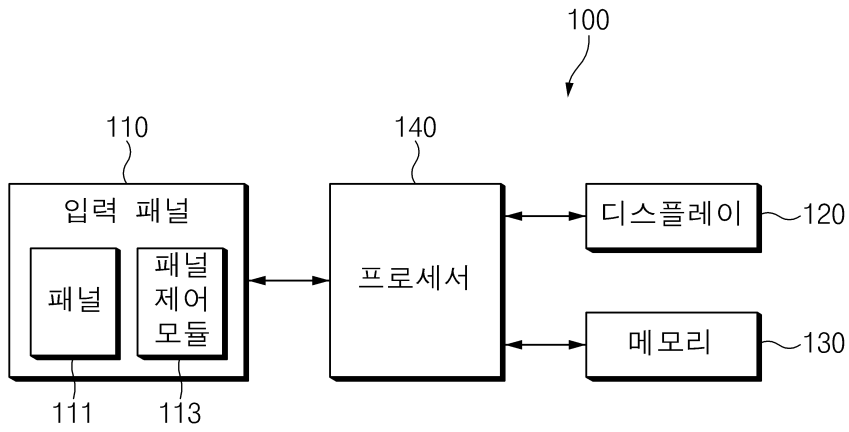 100
110
140
입력 패널
디스플레이
120
패널
패널
제어
모듈
프로세서
메모리
130
111
113